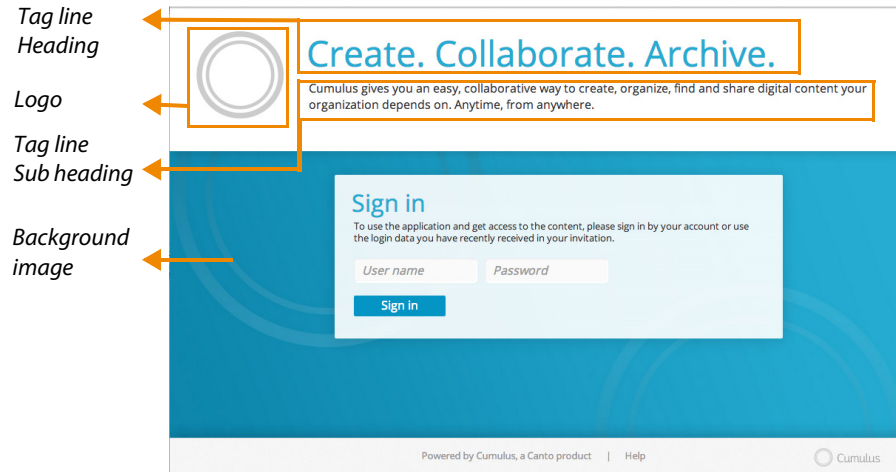 Tag line
Heading
Logo
Tag line
Sub heading
Background
image
Create. Collaborate. Archive.
Cumulus gives you an easy, collaborative way to create, organize, find and share digital content your
organization depends on. Anytime, from anywhere.
Sign in
To use the application and get access to the content, please sign in by your account or use
the login data you have recently received in your invitation.
User name Password
Sign in
Powered by Cumulus, a Canto product | Help
Cumulus